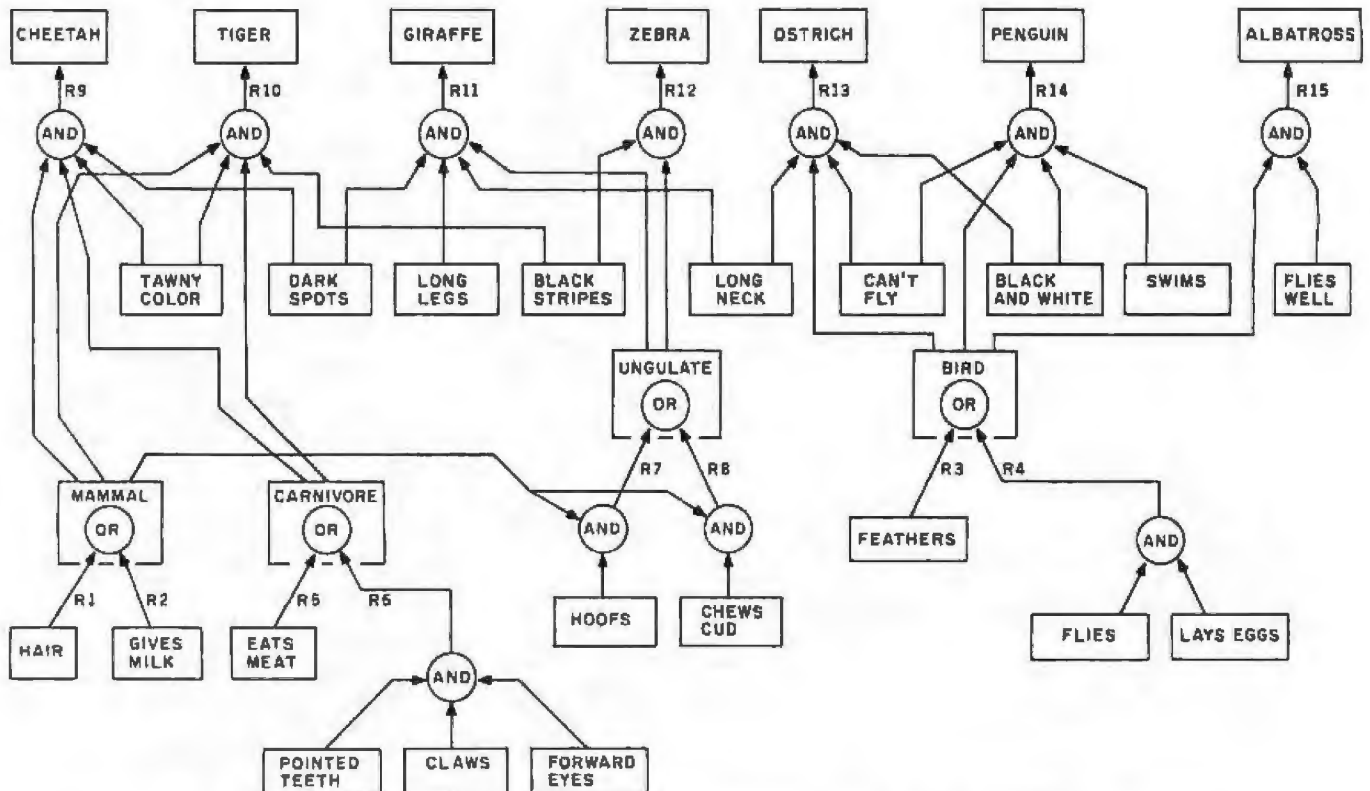 CHEETAH TIGER GIRAFFE ZEBRA OSTRICH PENGUIN ALBATROSS
R9 R10 R11 R12 R13 R14 R15
AND AND AND AND AND AND AND
TAWNY
COLOR
DARK
SPOTS
LONG
LEGS
BLACK
STRIPES
LONG
NECK
CAN'T
FLY
BLACK
AND WHITE
SWIMS
FLIES
WELL
UNGULATE
OR
BIRD
OR
R7 R8 R3 R4
MAMMAL
OR
CARNIVORE
OR
AND AND
FEATHERS
AND
R1 R2 R5 R6
HAIR
GIVES
MILK
EATS
MEAT
HOOFS
CHEWS
CUD
FLIES
LAYS EGGS
AND
POINTED
TEETH
CLAWS
FORWARD
EYES